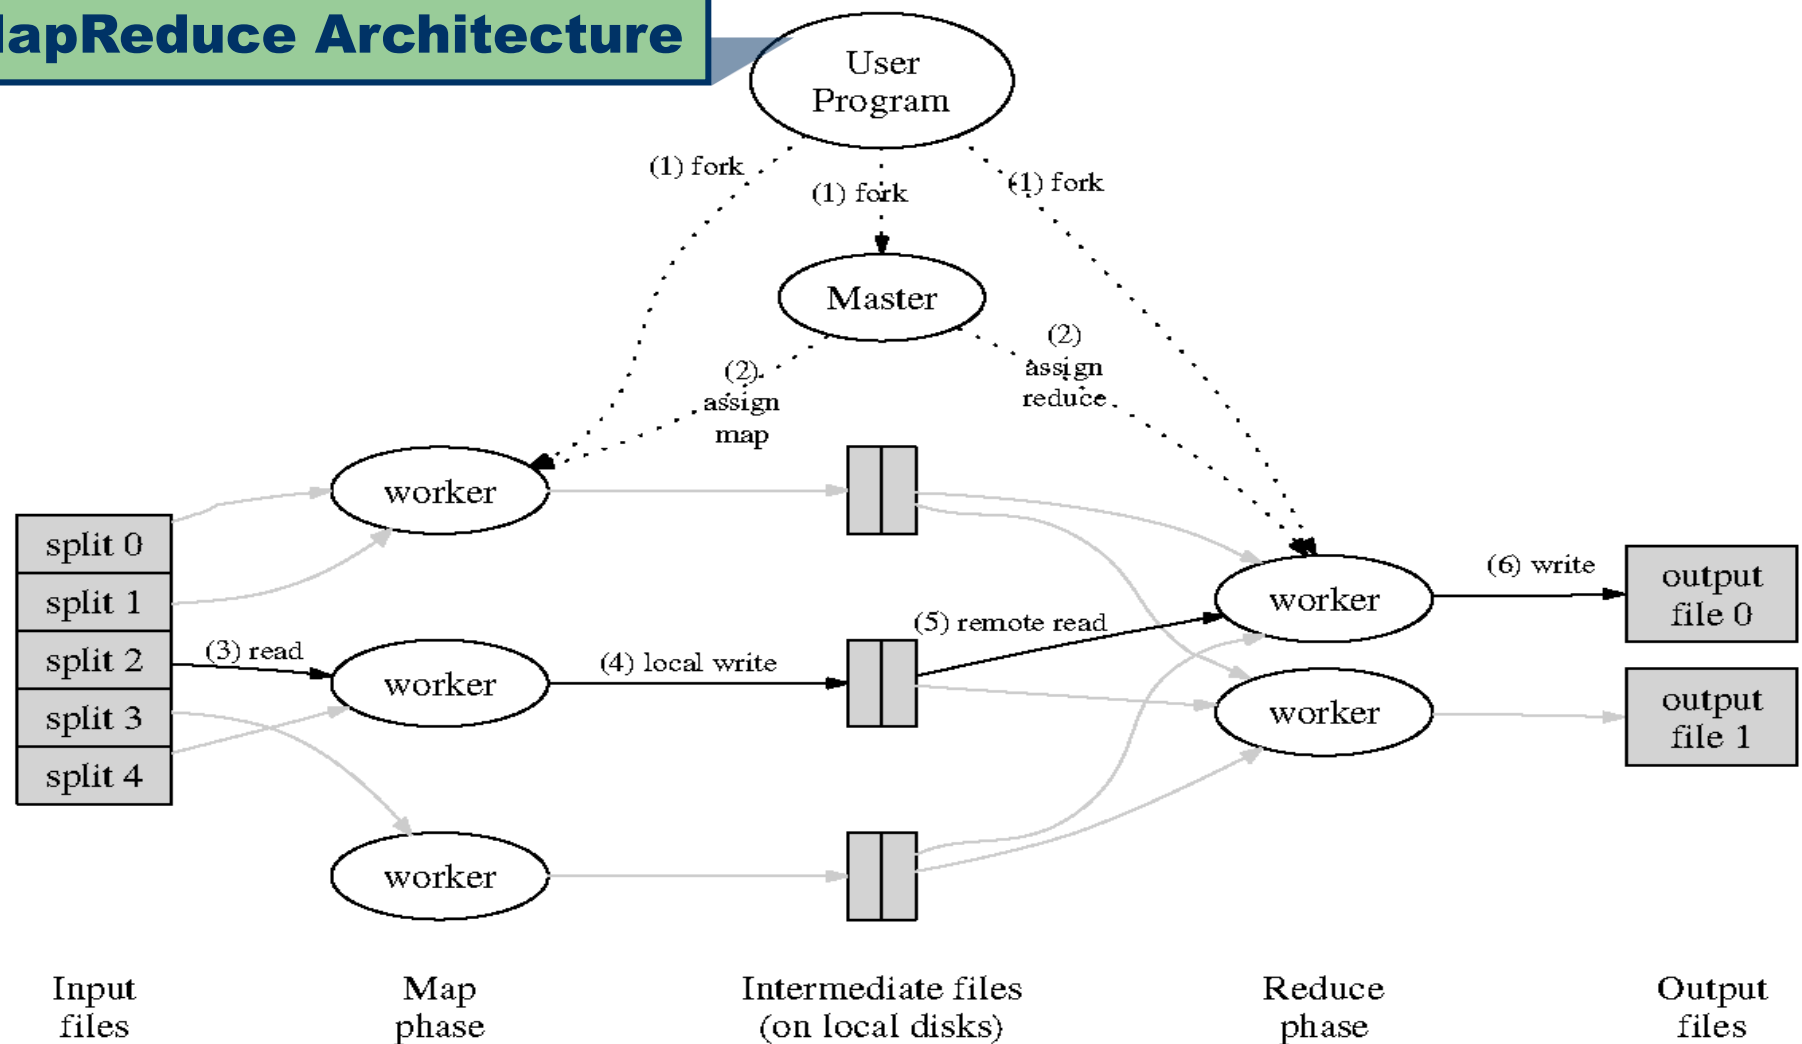 MapReduce Architecture
User
Program
(1) fork
(1) fork
(1) fork
Master
(2)
assign
map
(2)
assign
reduce
worker
split 0
split 1
split 2
split 3
split 4
(3) read
worker
(4) local write
worker
(5) remote read
worker
worker
(6) write
output
file 0
output
file 1
Input
files
Map
phase
Intermediate files
(on local disks)
Reduce
phase
Output
files